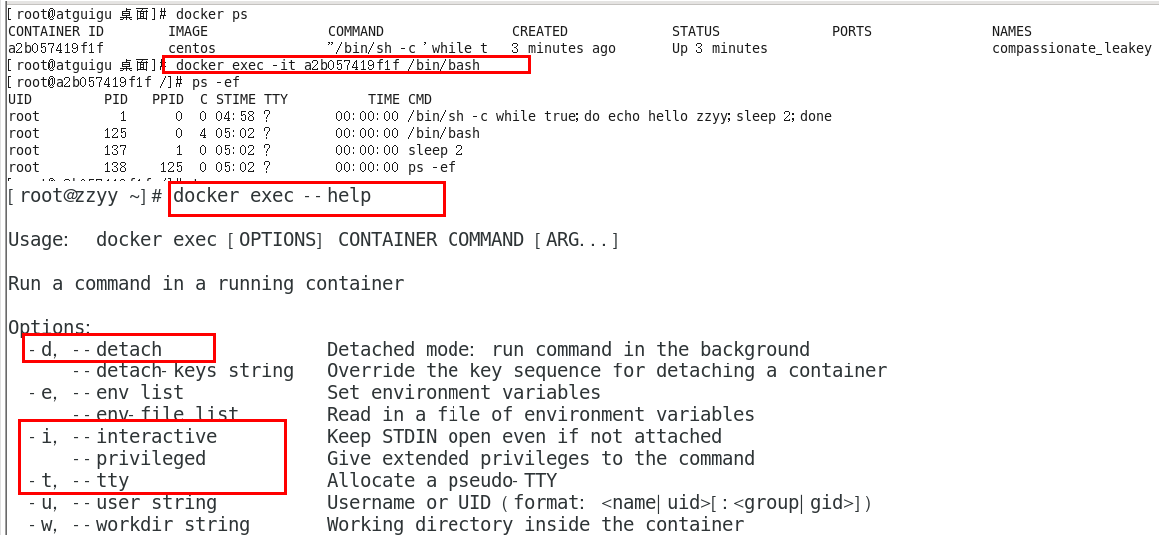 [root@atguigu 桌面]# docker ps
CONTAINER ID        IMAGE               COMMAND                CREATED             STATUS              PORTS               NAMES
a2b057419f1f        centos              "/bin/sh -c 'while t   3 minutes ago       Up 3 minutes                            compassionate_leakey
[root@atguigu 桌面]# docker exec -it a2b057419f1f /bin/bash
[root@a2b057419f1f /]# ps -ef
UID        PID  PPID  C STIME TTY          TIME CMD
root         1     0  0 04:58 ?        00:00:00 /bin/sh -c while true;do echo hello zzyy;sleep 2;done
root       125     0  4 05:02 ?        00:00:00 /bin/bash
root       137     1  0 05:02 ?        00:00:00 sleep 2
root       138   125  0 05:02 ?        00:00:00 ps -ef
[root@zzyy ~]# docker exec --help
Usage:  docker exec [OPTIONS] CONTAINER COMMAND [ARG...]
Run a command in a running container
Options:
-d, --detach               Detached mode: run command in the background
--detach-keys string   Override the key sequence for detaching a container
-e, --env list             Set environment variables
--env-file list        Read in a file of environment variables
-i, --interactive          Keep STDIN open even if not attached
--privileged           Give extended privileges to the command
-t, --tty                  Allocate a pseudo-TTY
-u, --user string          Username or UID (format: <name|uid>[:<group|gid>])
-w, --workdir string       Working directory inside the container